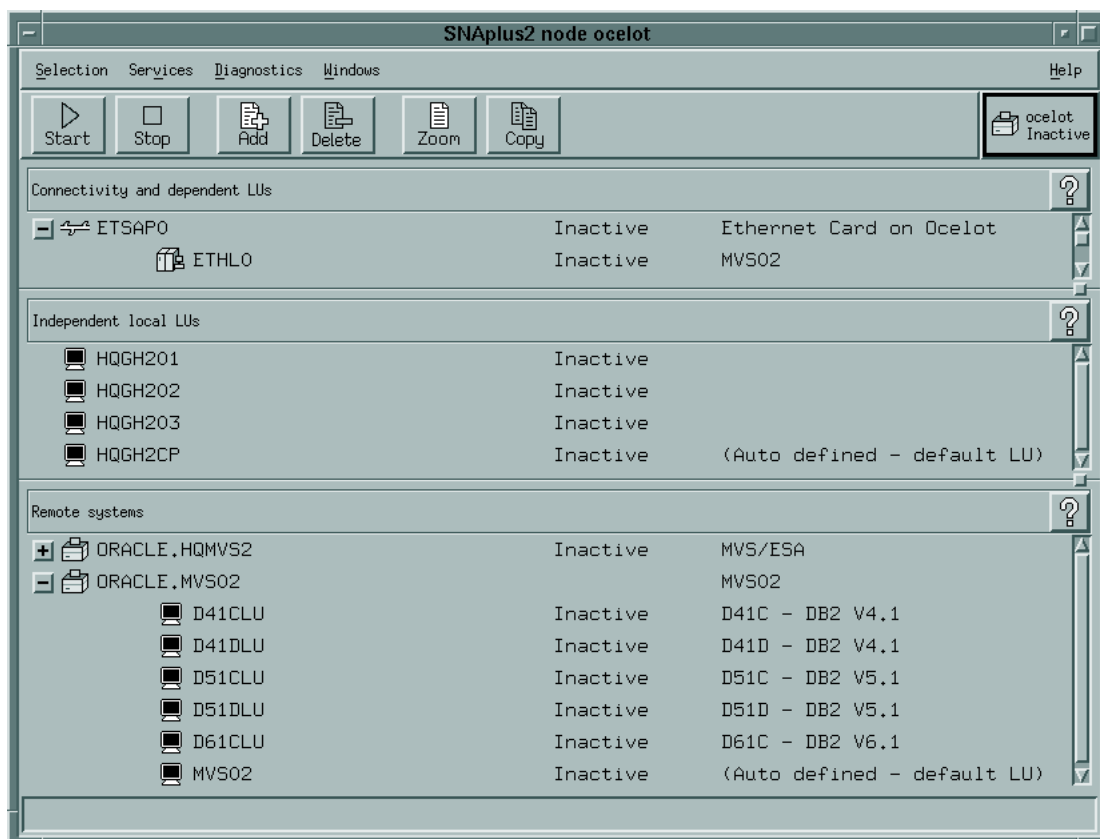 SNAplus2 node ocelot
Selection Services Diagnostics Windows Help
Start Stop Add Delete Zoom Copy ocelot Inactive
Connectivity and dependent LUs ?
ETSAP0 Inactive Ethernet Card on Ocelot
ETHL0 Inactive MVS02
Independent local LUs ?
HQGH201 Inactive
HQGH202 Inactive
HQGH203 Inactive
HQGH2CP Inactive (Auto defined - default LU)
Remote systems ?
ORACLE.HQMVS2 Inactive MVS/ESA
ORACLE.MVS02 MVS02
D41CLU Inactive D41C - DB2 V4.1
D41DLU Inactive D41D - DB2 V4.1
D51CLU Inactive D51C - DB2 V5.1
D51DLU Inactive D51D - DB2 V5.1
D61CLU Inactive D61C - DB2 V6.1
MVS02 Inactive (Auto defined - default LU)